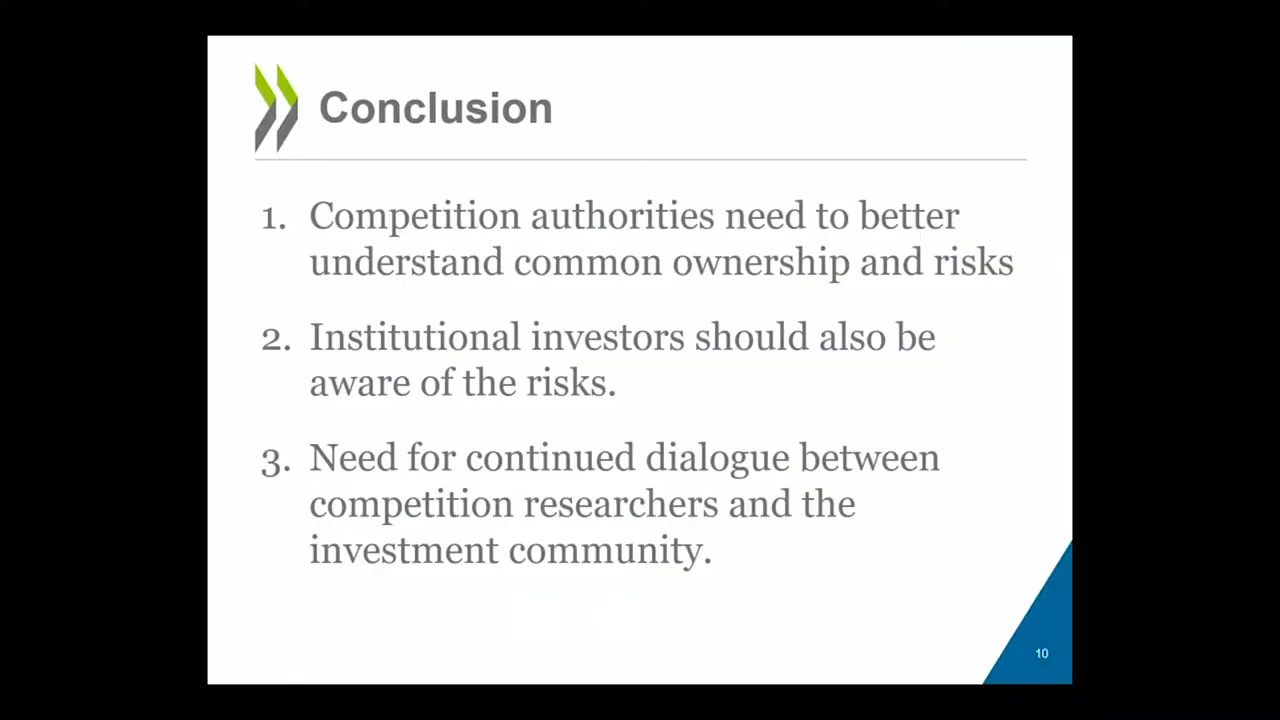 Conclusion
1. Competition authorities need to better
understand common ownership and risks
2. Institutional investors should also be
aware of the risks.
3. Need for continued dialogue between
competition researchers and the
investment community.
10